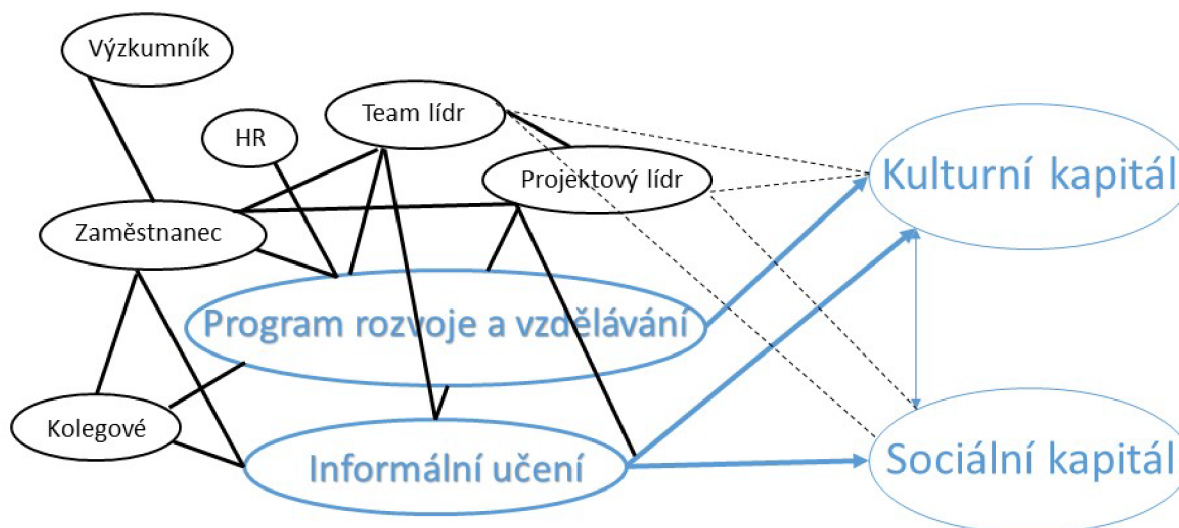 Výzkumník
Team lídr
HR
Projektový lídr
Kulturní kapitál
Zaměstnanec
Program rozvoje a vzdělávání
Kolegové
Informální učení
Sociální kapitál